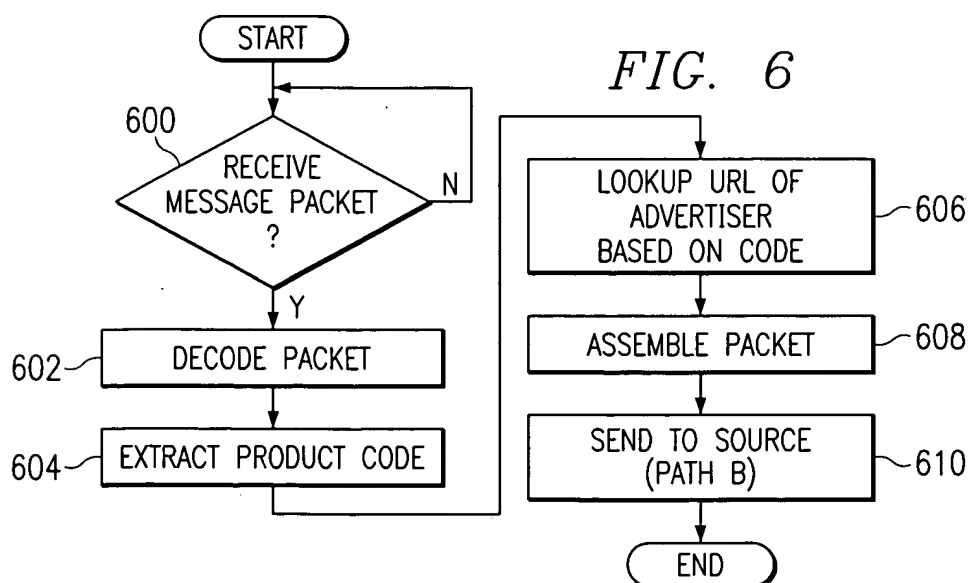 START
FIG. 6
600
RECEIVE
MESSAGE PACKET
?
N
Y
602
DECODE PACKET
604
EXTRACT PRODUCT CODE
LOOKUP URL OF
ADVERTISER
BASED ON CODE
606
ASSEMBLE PACKET
608
SEND TO SOURCE
(PATH B)
610
END